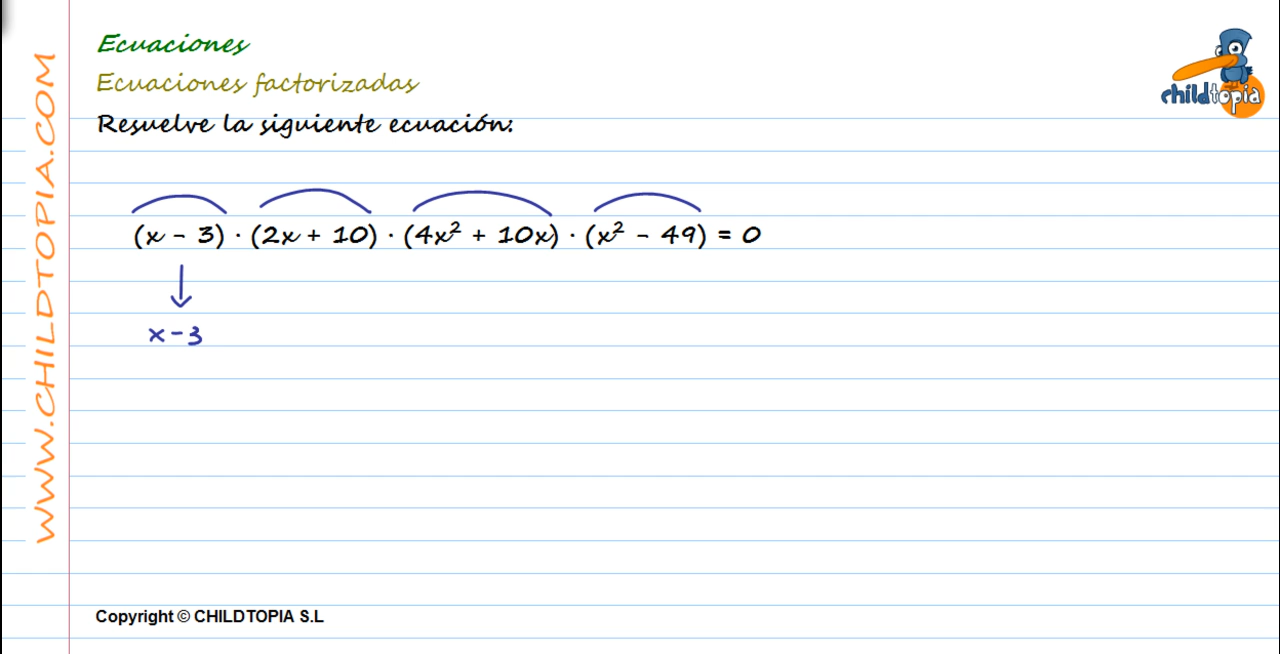 WWW.CHILDTOPIA.COM
Ecuaciones
childtopia
Ecuaciones factorizadas
Resuelve la siguiente ecuación:
(x - 3) · (2x + 10) · (4x² + 10x) · (x² - 49) = 0
x - 3
Copyright © CHILDTOPIA S.L